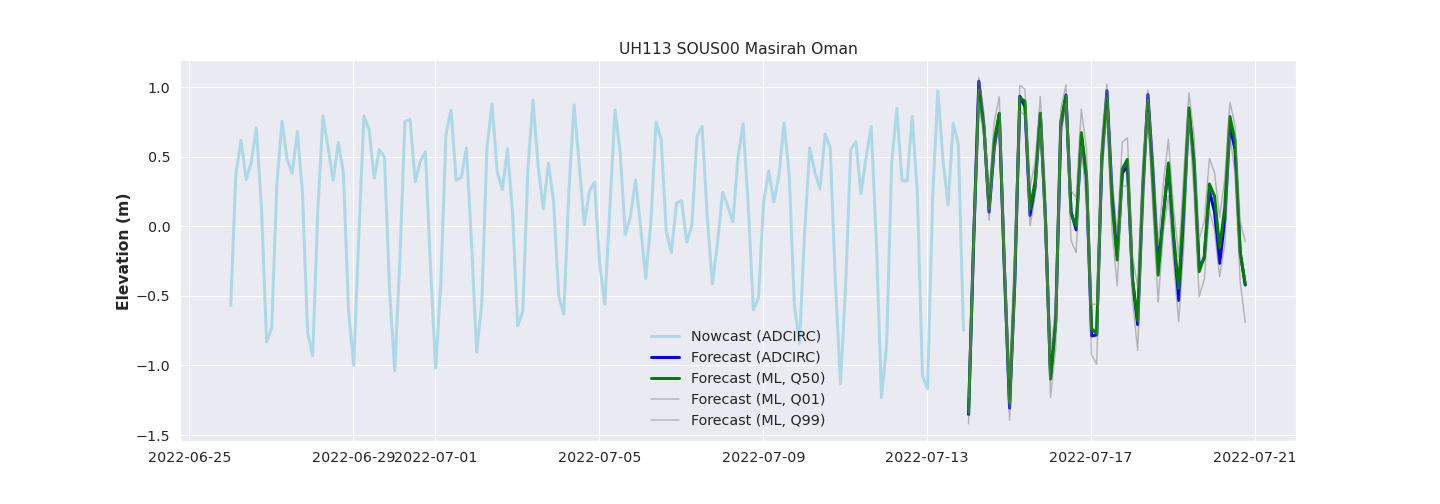 UH113 SOUS00 Masirah Oman
Elevation (m)
1.0
0.5
0.0
−0.5
−1.0
−1.5
Nowcast (ADCIRC)
Forecast (ADCIRC)
Forecast (ML, Q50)
Forecast (ML, Q01)
Forecast (ML, Q99)
2022-06-25 2022-06-29 2022-07-01 2022-07-05 2022-07-09 2022-07-13 2022-07-17 2022-07-21